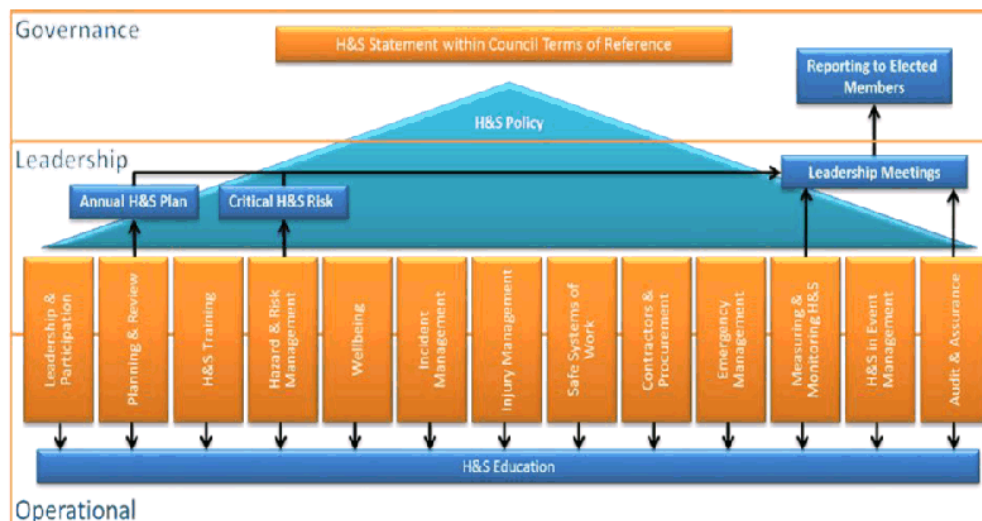 Governance
H&S Statement within Council Terms of Reference
Reporting to Elected
Members
H&S Policy
Leadership
Leadership Meetings
Annual H&S Plan
Critical H&S Risk
Leadership &
Participation
Planning & Review
H&S Training
Hazard & Risk
Management
Wellbeing
Incident
Management
Injury Management
Safe Systems of
Work
Contractors &
Procurement
Emergency
Management
Measuring &
Monitoring H&S
H&S in Event
Management
Audit & Assurance
H&S Education
Operational